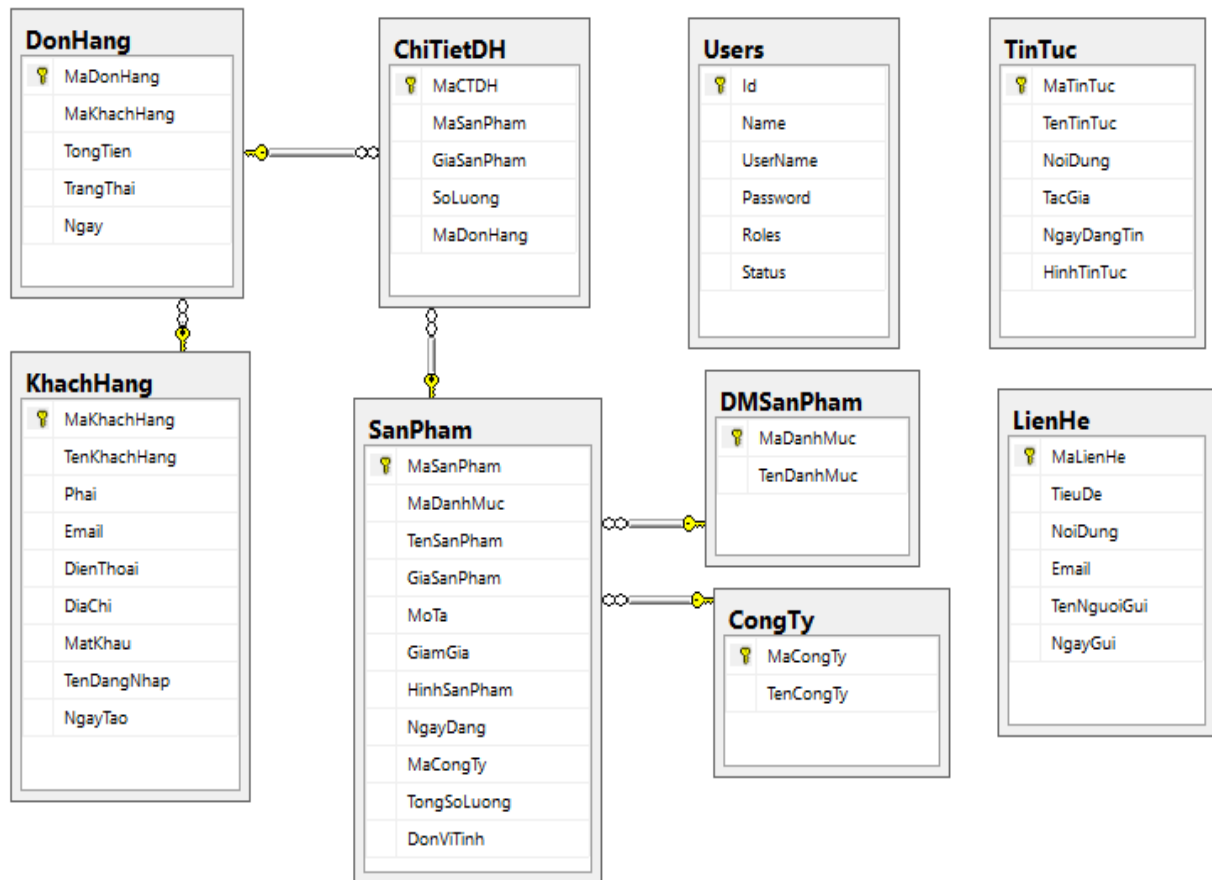 DonHang
MaDonHang
MaKhachHang
TongTien
TrangThai
Ngay
ChiTietDH
MaCTDH
MaSanPham
GiaSanPham
SoLuong
MaDonHang
Users
Id
Name
UserName
Password
Roles
Status
TinTuc
MaTinTuc
TenTinTuc
NoiDung
TacGia
NgayDangTin
HinhTinTuc
KhachHang
MaKhachHang
TenKhachHang
Phai
Email
DienThoai
DiaChi
MatKhau
TenDangNhap
NgayTao
SanPham
MaSanPham
MaDanhMuc
TenSanPham
GiaSanPham
MoTa
GiamGia
HinhSanPham
NgayDang
MaCongTy
TongSoLuong
DonViTinh
DMSanPham
MaDanhMuc
TenDanhMuc
CongTy
MaCongTy
TenCongTy
LienHe
MaLienHe
TieuDe
NoiDung
Email
TenNguoiGui
NgayGui